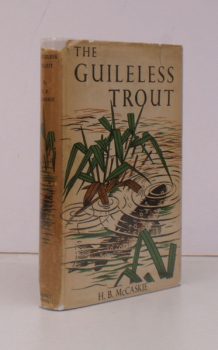 THE
GUILELESS
TROUT
H. B. McCASKIE